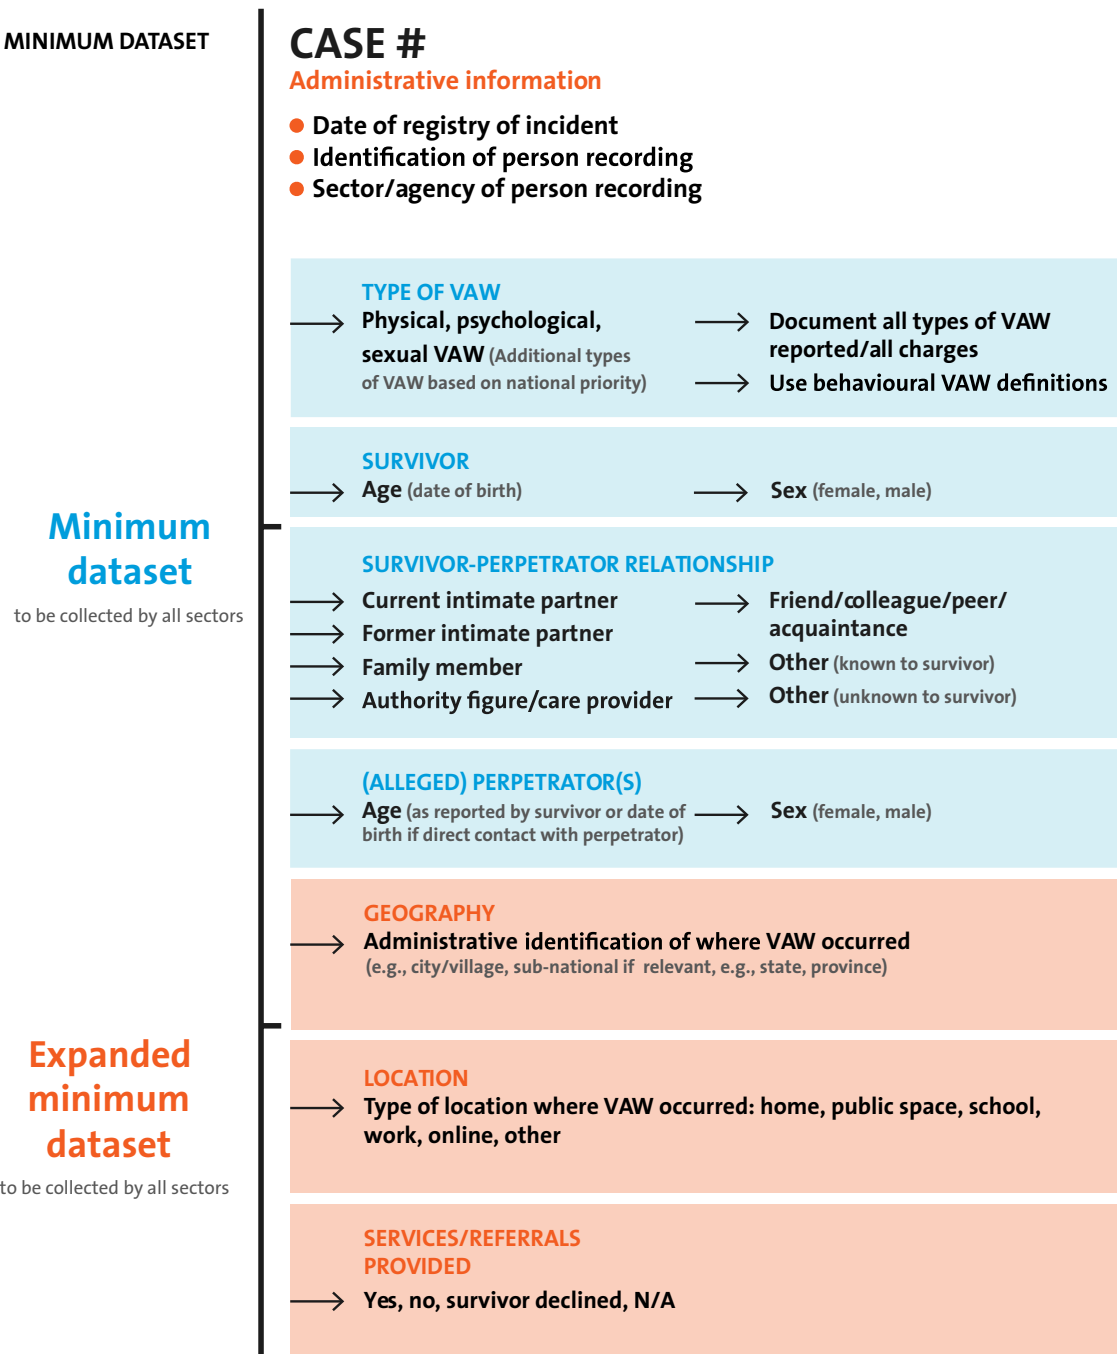 MINIMUM DATASET
CASE #
Administrative information
Date of registry of incident
Identification of person recording
Sector/agency of person recording
TYPE OF VAW
Physical, psychological,
sexual VAW (Additional types
of VAW based on national priority)
Document all types of VAW
reported/all charges
Use behavioural VAW definitions
SURVIVOR
Age (date of birth)
Sex (female, male)
Minimum
dataset
to be collected by all sectors
SURVIVOR-PERPETRATOR RELATIONSHIP
Current intimate partner
Former intimate partner
Family member
Authority figure/care provider
Friend/colleague/peer/
acquaintance
Other (known to survivor)
Other (unknown to survivor)
(ALLEGED) PERPETRATOR(S)
Age (as reported by survivor or date of
birth if direct contact with perpetrator)
Sex (female, male)
GEOGRAPHY
Administrative identification of where VAW occurred
(e.g., city/village, sub-national if relevant, e.g., state, province)
Expanded
minimum
dataset
to be collected by all sectors
LOCATION
Type of location where VAW occurred: home, public space, school,
work, online, other
SERVICES/REFERRALS
PROVIDED
Yes, no, survivor declined, N/A